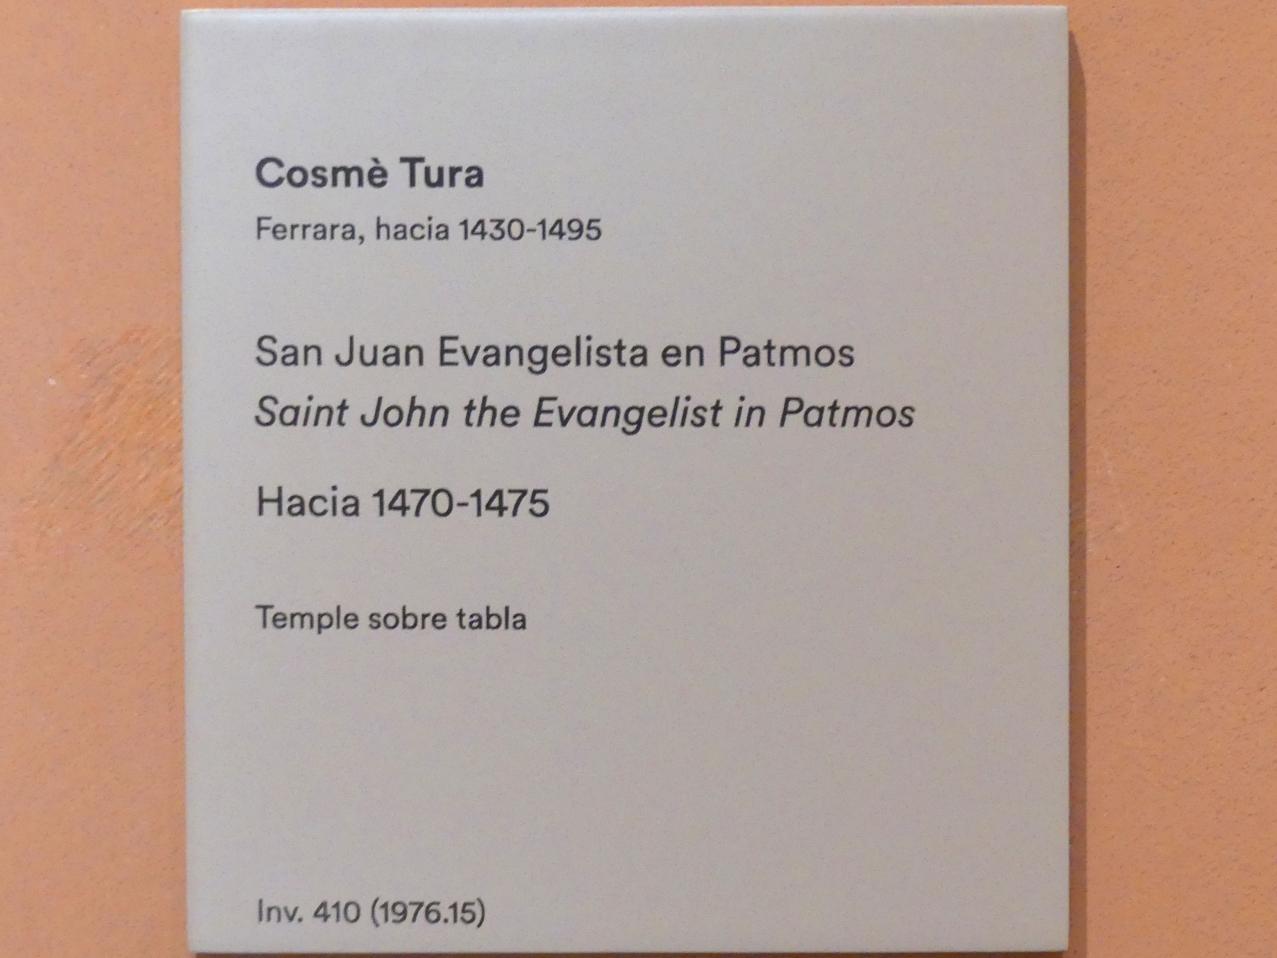 Cosmè Tura
Ferrara, hacia 1430-1495
San Juan Evangelista en Patmos
Saint John the Evangelist in Patmos
Hacia 1470-1475
Temple sobre tabla
Inv. 410 (1976.15)